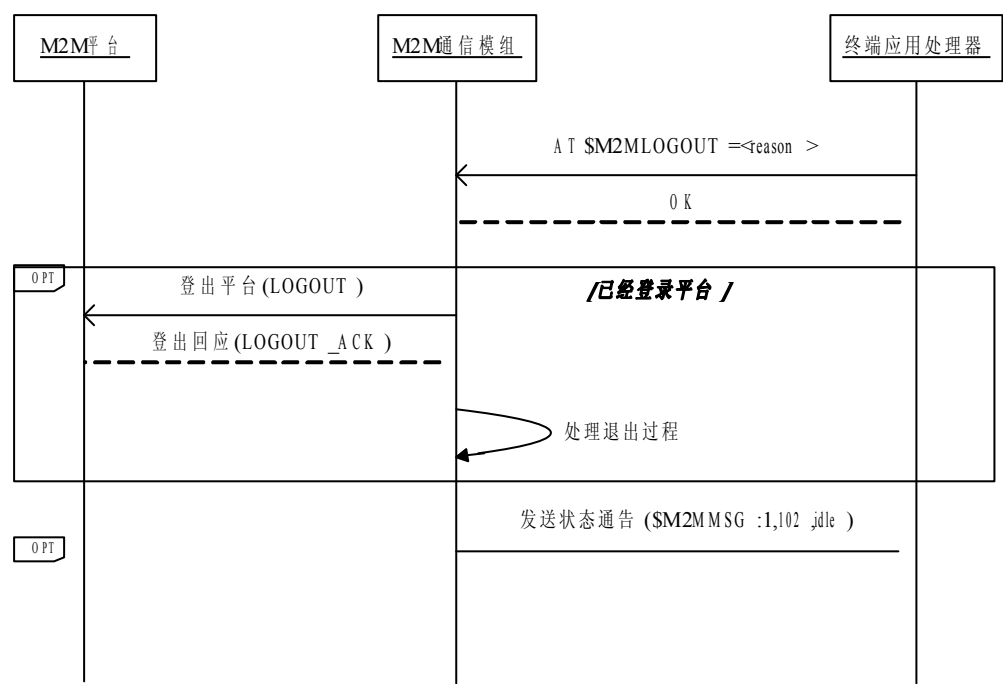 M2M平台
M2M通信模组
终端应用处理器
AT $M2MLOGOUT =<reason >
OK
OPT
登出平台(LOGOUT )
[已经登录平台 ]
登出回应(LOGOUT _ACK )
处理退出过程
发送状态通告 ($M2MMSG :1,102 ,idle )
OPT